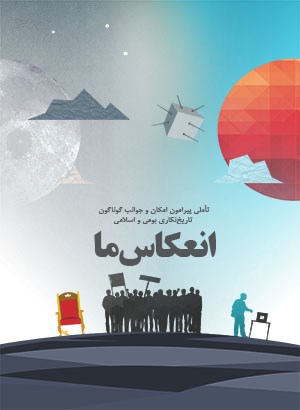 تأملی پیرامون امکان و جوانب گوناگون
تاریخ‌نگاری بومی و اسلامی
انعکاس ما